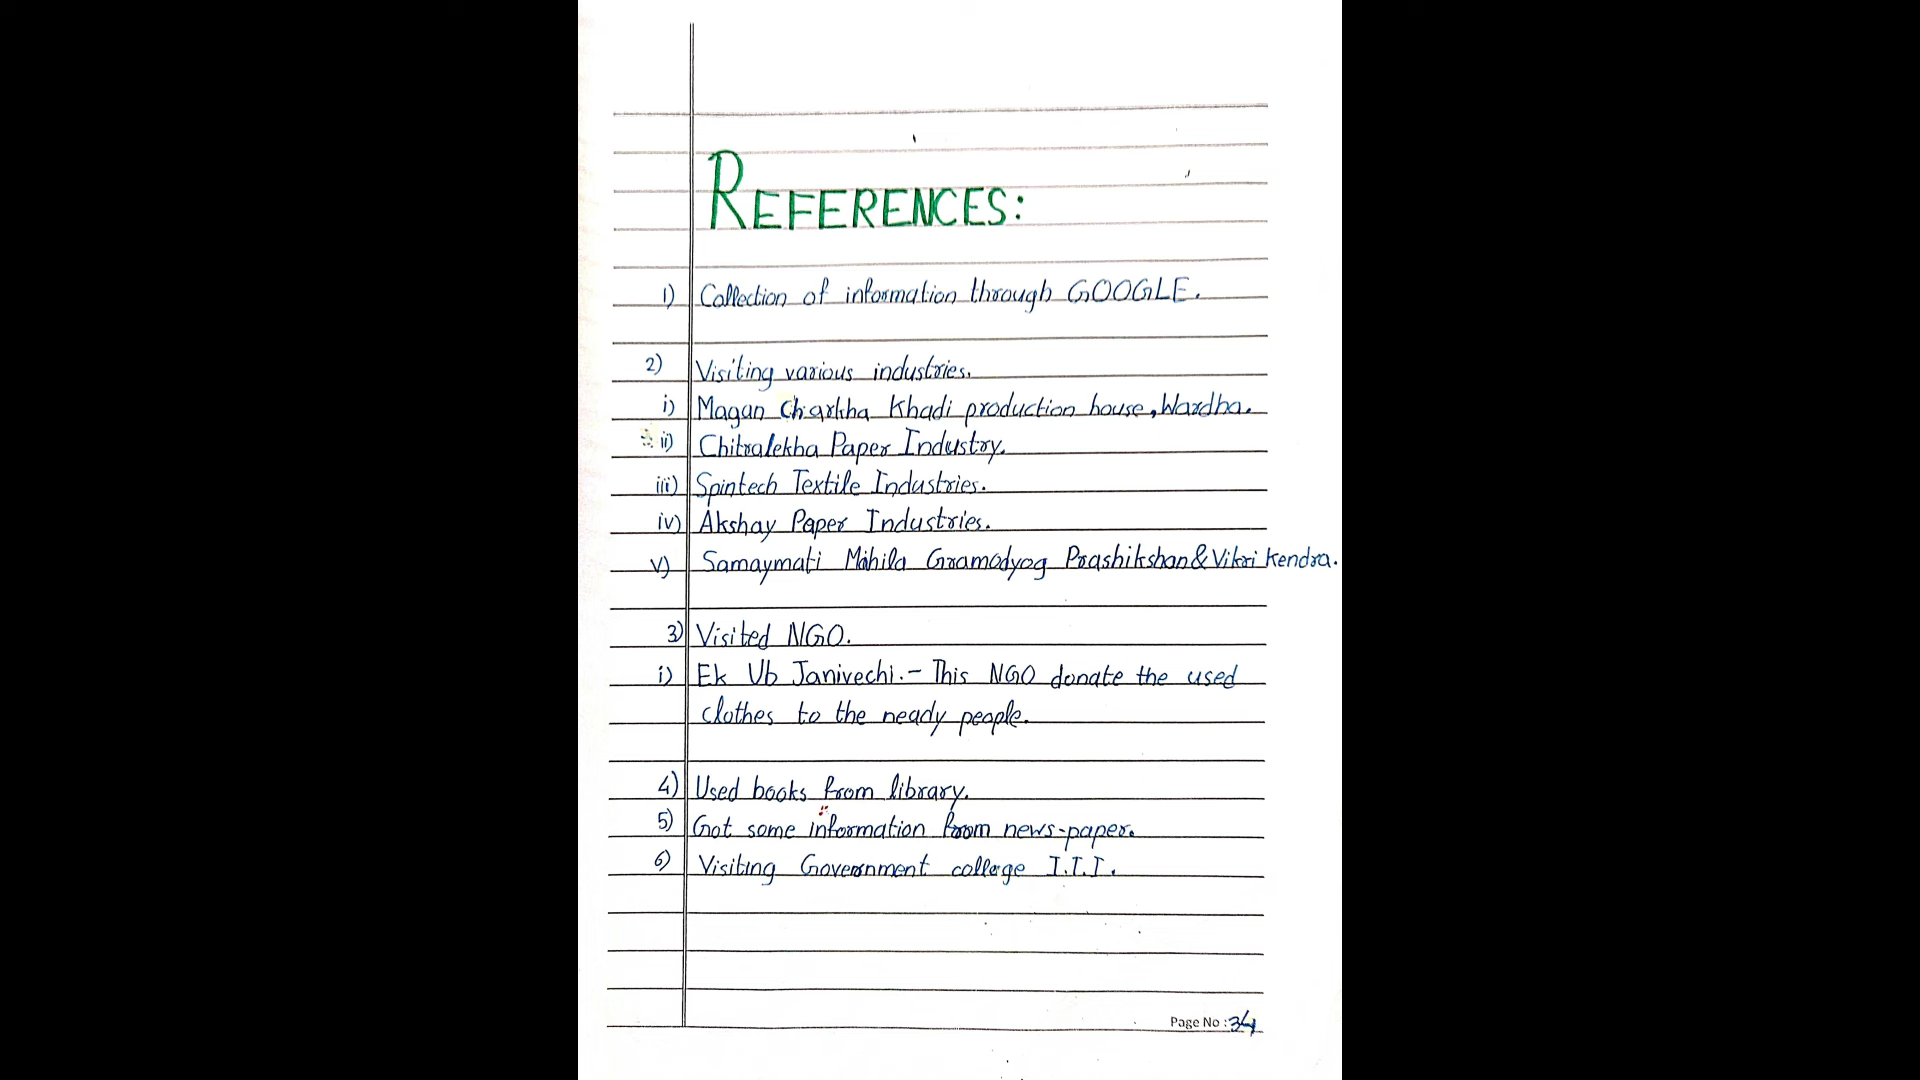 REFERENCES:
1) Collection of information through GOOGLE.
2) Visiting various industries.
i) Magan Charkha Khadi production house, Wardha.
ii) Chitralekha Paper Industry.
iii) Spintech Textile Industries.
iv) Akshay Paper Industries.
v) Samaymati Mahila Gramodyog Prashikshan & Vikri Kendra.
3) Visited NGO.
i) Ek Ub Janivechi. - This NGO donate the used
clothes to the neady people.
4) Used books from library.
5) Got some information from news-paper.
6) Visiting Government college I.T.I.
Page No : 34